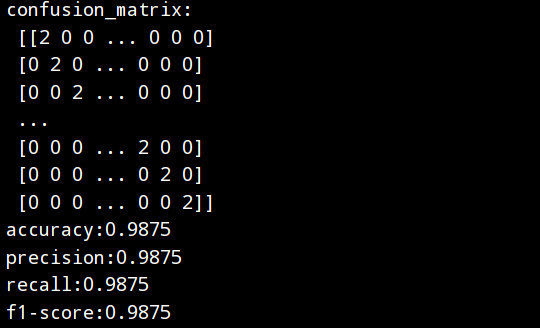 confusion_matrix:
[[2 0 0 ... 0 0 0]
[0 2 0 ... 0 0 0]
[0 0 2 ... 0 0 0]
...
[0 0 0 ... 2 0 0]
[0 0 0 ... 0 2 0]
[0 0 0 ... 0 0 2]]
accuracy:0.9875
precision:0.9875
recall:0.9875
f1-score:0.9875